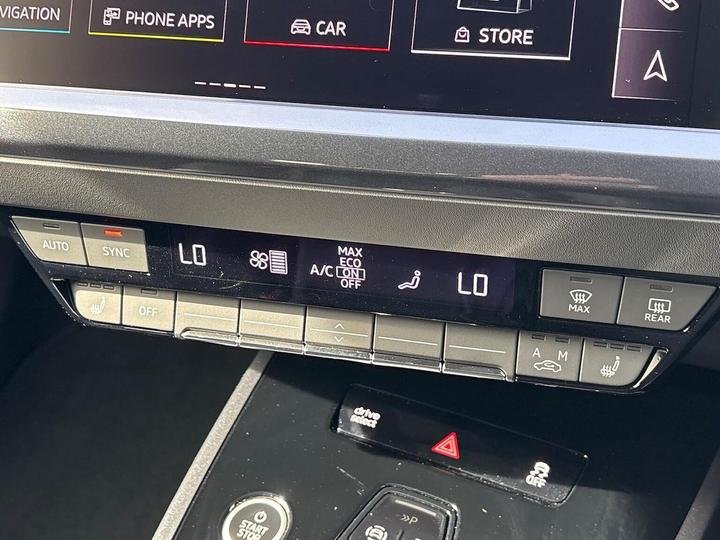 VIGATION
PHONE APPS
CAR
STORE
AUTO
SYNC
LO
MAX
ECO
A/C ON
OFF
LO
MAX
REAR
OFF
A M
drive
select
OFF
START
STOP
»P